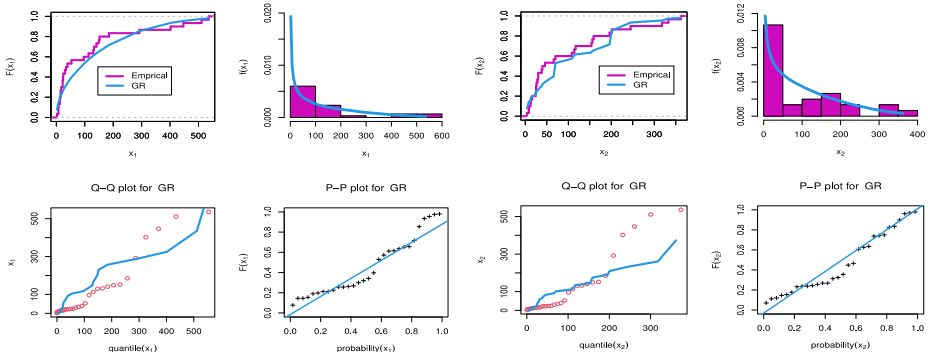 F(x₁)
0.0 0.2 0.4 0.6 0.8 1.0
Emprical
GR
0 100 200 300 400 500
x₁
f(x₁)
0.000 0.010 0.020
0 100 200 300 400 500 600
x₁
F(x₂)
0.0 0.2 0.4 0.6 0.8 1.0
Emprical
GR
0 50 100 200 300
x₂
f(x₂)
0.000 0.004 0.008 0.012
0 100 200 300 400
x₂
Q−Q plot for GR
x₁
0 100 300 500
0 100 200 300 400 500
quantile(x₁)
P−P plot for GR
F(x₁)
0.0 0.2 0.4 0.6 0.8 1.0
0.0 0.2 0.4 0.6 0.8 1.0
probability(x₁)
Q−Q plot for GR
x₂
0 100 300 500
0 100 200 300
quantile(x₂)
P−P plot for GR
F(x₂)
0.0 0.2 0.4 0.6 0.8 1.0
0.0 0.2 0.4 0.6 0.8 1.0
probability(x₂)